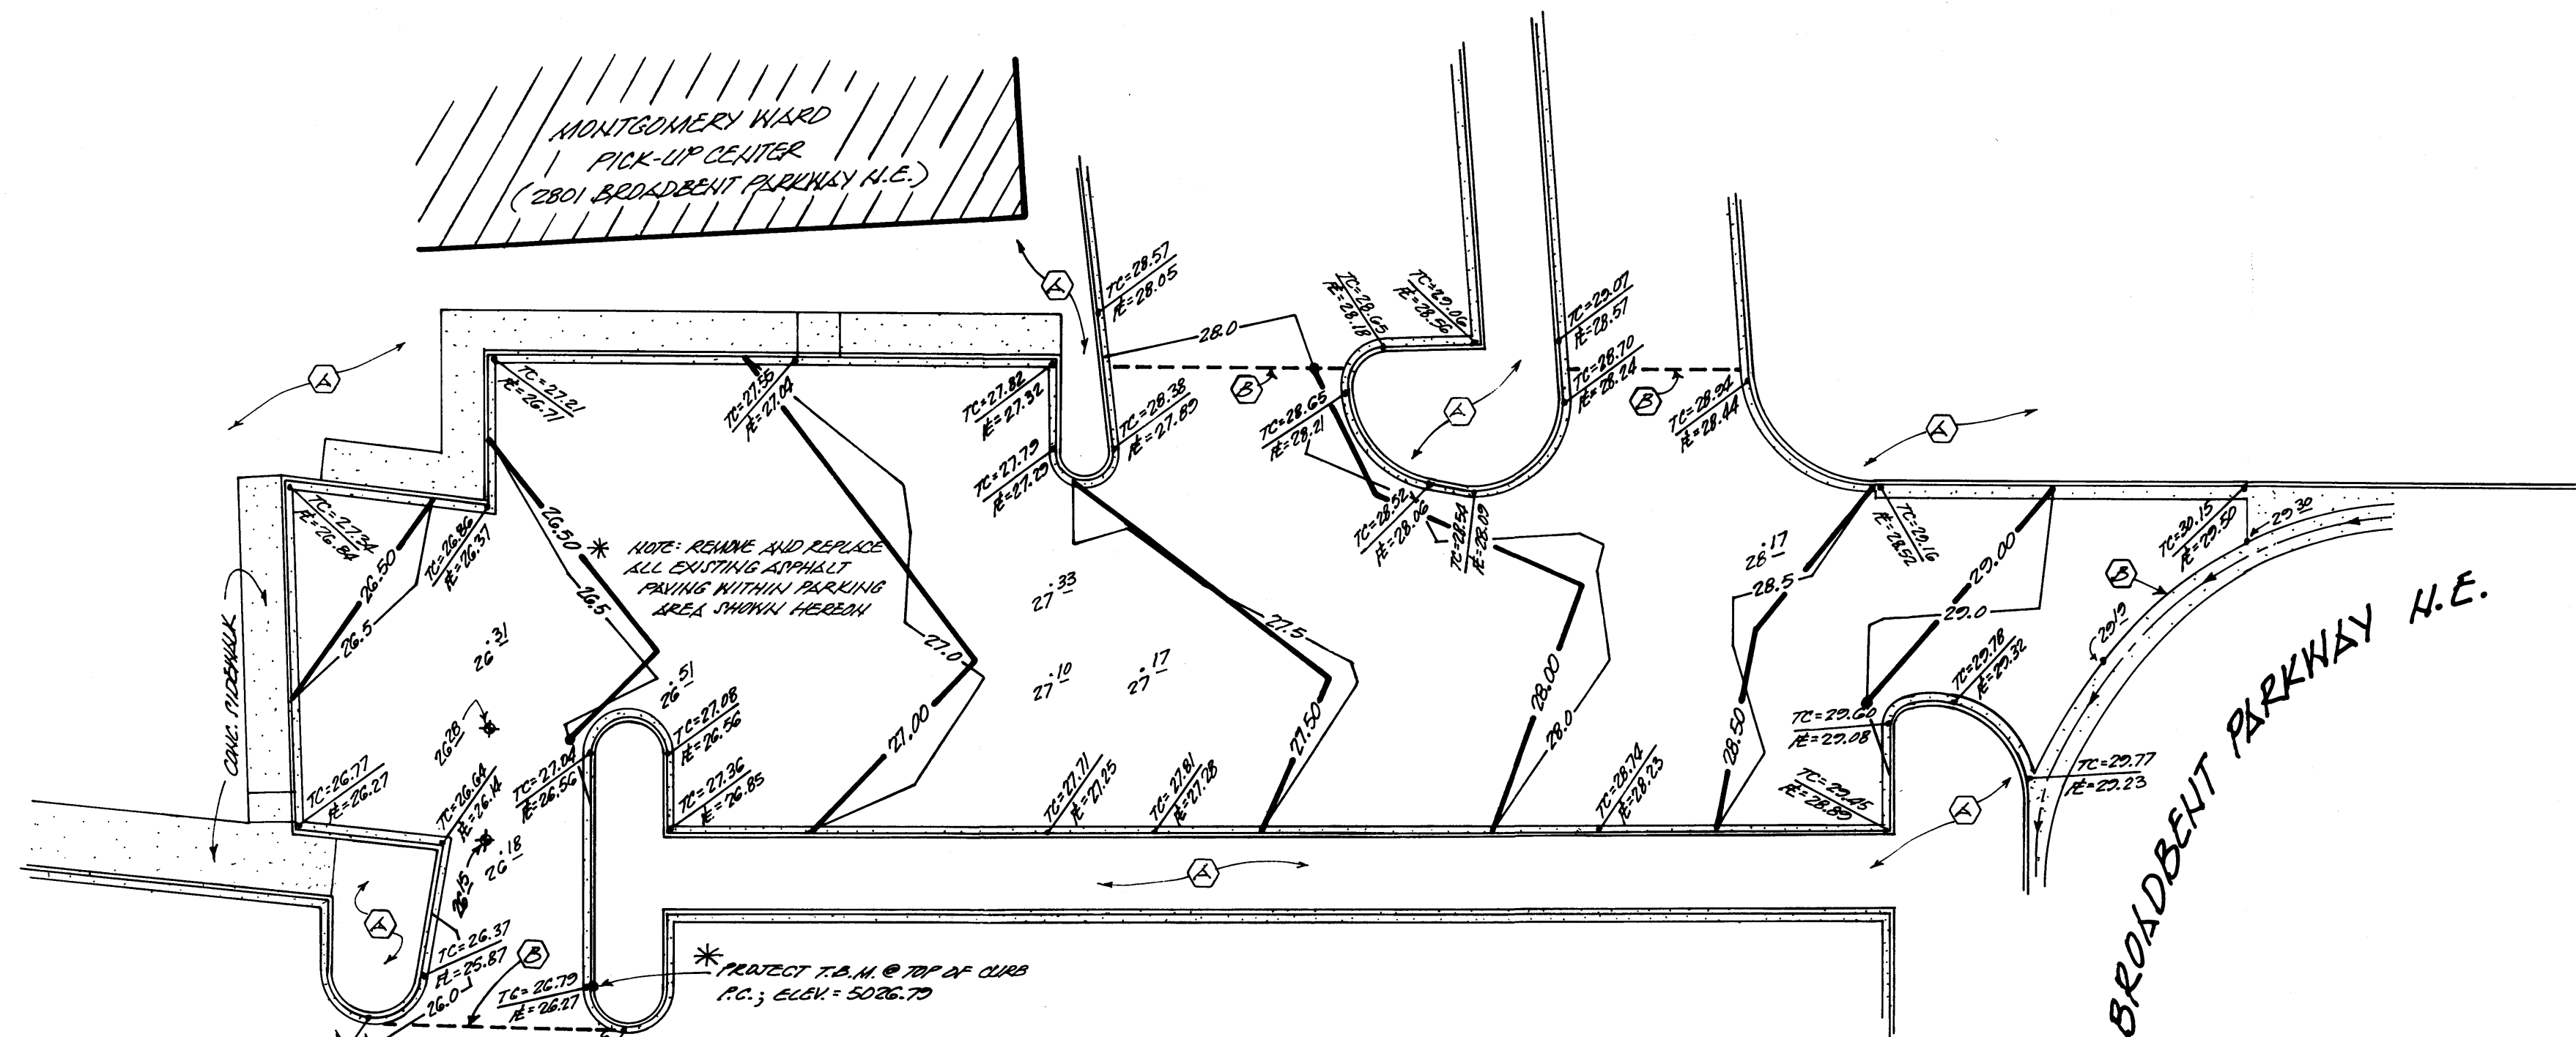 MONTGOMERY WARD
PICK-UP CENTER
(2801 BROADBENT PARKWAY N.E.)
A
TC=28.57
FL=28.05
28.0
TC=28.65
FL=28.18
TC=29.06
FL=28.56
TC=29.07
FL=28.57
TC=28.70
FL=28.24
B
B
A
TC=27.21
FL=26.71
TC=27.55
FL=27.04
TC=27.82
FL=27.32
TC=28.38
FL=27.89
TC=28.65
FL=28.21
A
TC=28.94
FL=28.44
A
TC=27.79
FL=27.29
TC=27.34
FL=26.84
TC=26.86
FL=26.37
26.50
26.5
26.50
26.5
* NOTE: REMOVE AND REPLACE
ALL EXISTING ASPHALT
PAVING WITHIN PARKING
AREA SHOWN HEREON
TC=28.52
FL=28.06
TC=28.54
FL=28.09
28.17
TC=29.16
FL=28.52
TC=30.15
FL=29.50
29.30
28.5
29.00
29.0
B
29.19
CONC. SIDEWALK
26.31
26.51
27.0
27.33
27.10
27.17
27.5
26.28
TC=27.08
FL=26.56
27.00
27.50
28.00
28.0
28.50
TC=29.78
FL=29.32
TC=29.60
FL=29.08
TC=29.77
FL=29.23
TC=26.77
FL=26.27
TC=26.64
FL=26.14
TC=27.04
FL=26.56
TC=27.36
FL=26.85
TC=27.71
FL=27.25
TC=27.81
FL=27.28
TC=28.74
FL=28.23
TC=29.45
FL=28.89
26.15
26.18
A
A
A
TC=26.37
FL=25.87
26.0
B
TC=26.79
FL=26.27
* PROJECT T.B.M. @ TOP OF CURB
P.C.; ELEV. = 5026.79
BROADBENT PARKWAY N.E.